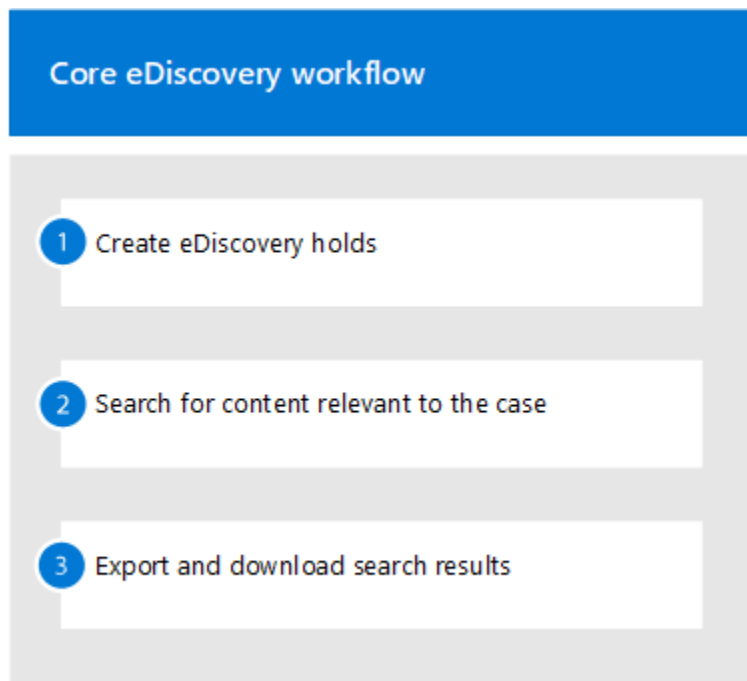 Core eDiscovery workflow
1 Create eDiscovery holds
2 Search for content relevant to the case
3 Export and download search results